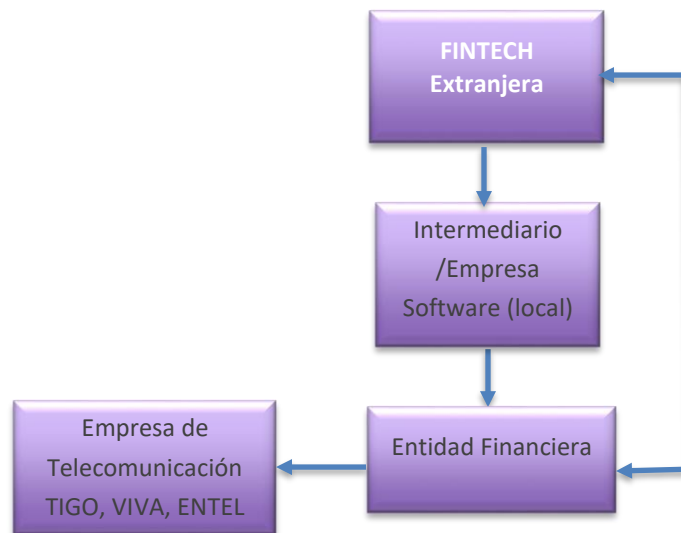 FINTECH
Extranjera
Intermediario
/Empresa
Software (local)
Empresa de
Telecomunicación
TIGO, VIVA, ENTEL
Entidad Financiera